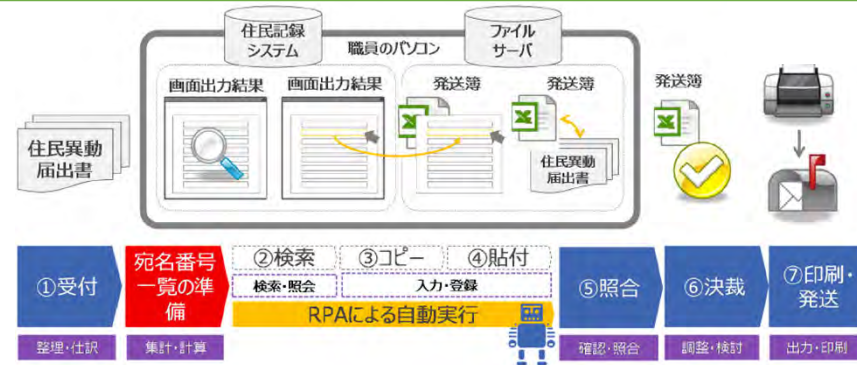 住民記録
システム
職員のパソコン
ファイル
サーバ
画面出力結果
画面出力結果
発送簿
発送簿
発送簿
住民異動
届出書
住民異動
届出書
①受付
宛名番号
一覧の準
備
②検索
③コピー
④貼付
検索・照会
入力・登録
RPAによる自動実行
⑤照合
⑥決裁
⑦印刷・
発送
整理・仕訳
集計・計算
確認・照合
調整・検討
出力・印刷